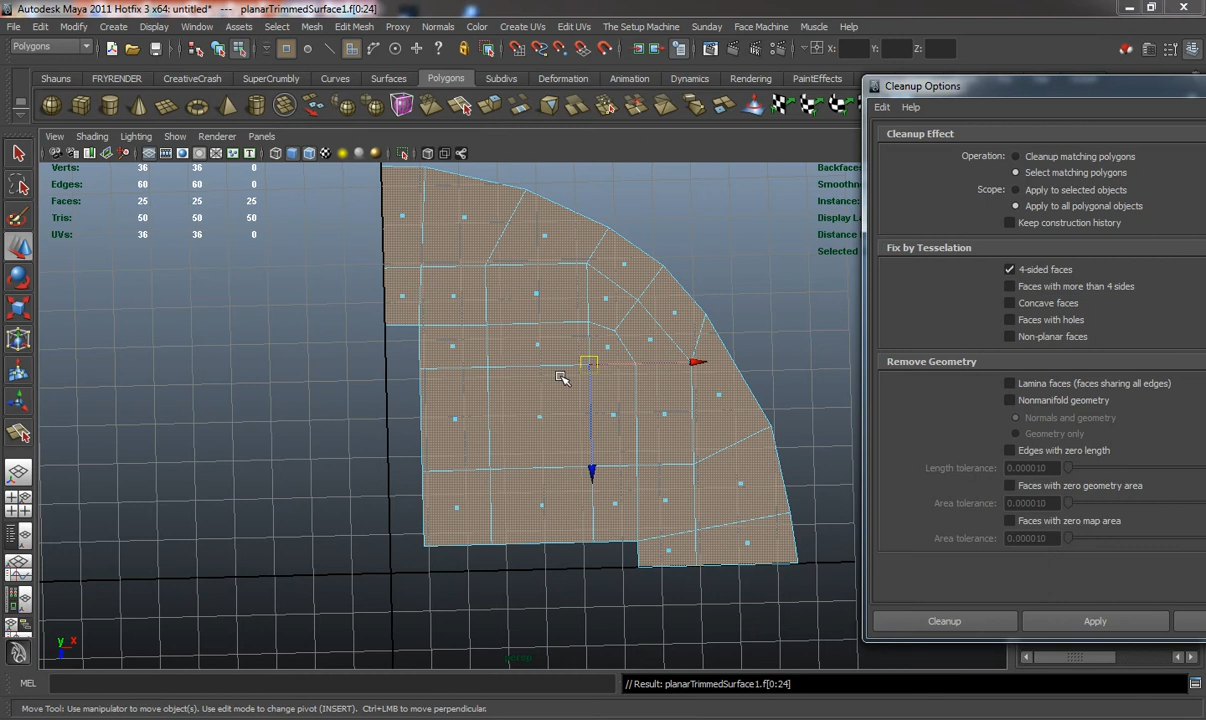 Autodesk Maya 2011 Hotfix 3 x64: untitled* --- planarTrimmedSurface1.f[0:24]
File Edit Modify Create Display Window Assets Select Mesh Edit Mesh Proxy Normals Color Create UVs Edit UVs The Setup Machine Sunday Face Machine Muscle Help
Polygons X: Y: Z:
Shauns FRYRENDER CreativeCrash SuperCrumbly Curves Surfaces Polygons Subdivs Deformation Animation Dynamics Rendering PaintEffects
Cleanup Options
Edit Help
View Shading Lighting Show Renderer Panels
Verts: 36 36 0
Edges: 60 60 0
Faces: 25 25 25
Tris: 50 50 50
UVs: 36 36 0
Backfaces:
Smoothn
Instance:
Display La
Distance
Selected
Cleanup Effect
Operation: Cleanup matching polygons
Select matching polygons
Scope: Apply to selected objects
Apply to all polygonal objects
Keep construction history
Fix by Tesselation
4-sided faces
Faces with more than 4 sides
Concave faces
Faces with holes
Non-planar faces
Remove Geometry
Lamina faces (faces sharing all edges)
Nonmanifold geometry
Normals and geometry
Geometry only
Edges with zero length
Length tolerance: 0.000010
Faces with zero geometry area
Area tolerance: 0.000010
Faces with zero map area
Area tolerance: 0.000010
Cleanup Apply
y x
z
persp
MEL // Result: planarTrimmedSurface1.f[0:24]
Move Tool: Use manipulator to move object(s). Use edit mode to change pivot (INSERT). Ctrl+LMB to move perpendicular.